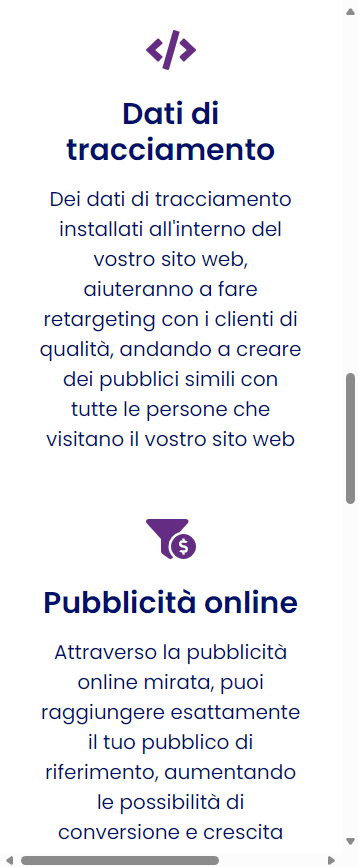 Dati di
tracciamento
Dei dati di tracciamento
installati all'interno del
vostro sito web,
aiuteranno a fare
retargeting con i clienti di
qualità, andando a creare
dei pubblici simili con
tutte le persone che
visitano il vostro sito web
Pubblicità online
Attraverso la pubblicità
online mirata, puoi
raggiungere esattamente
il tuo pubblico di
riferimento, aumentando
le possibilità di
conversione e crescita